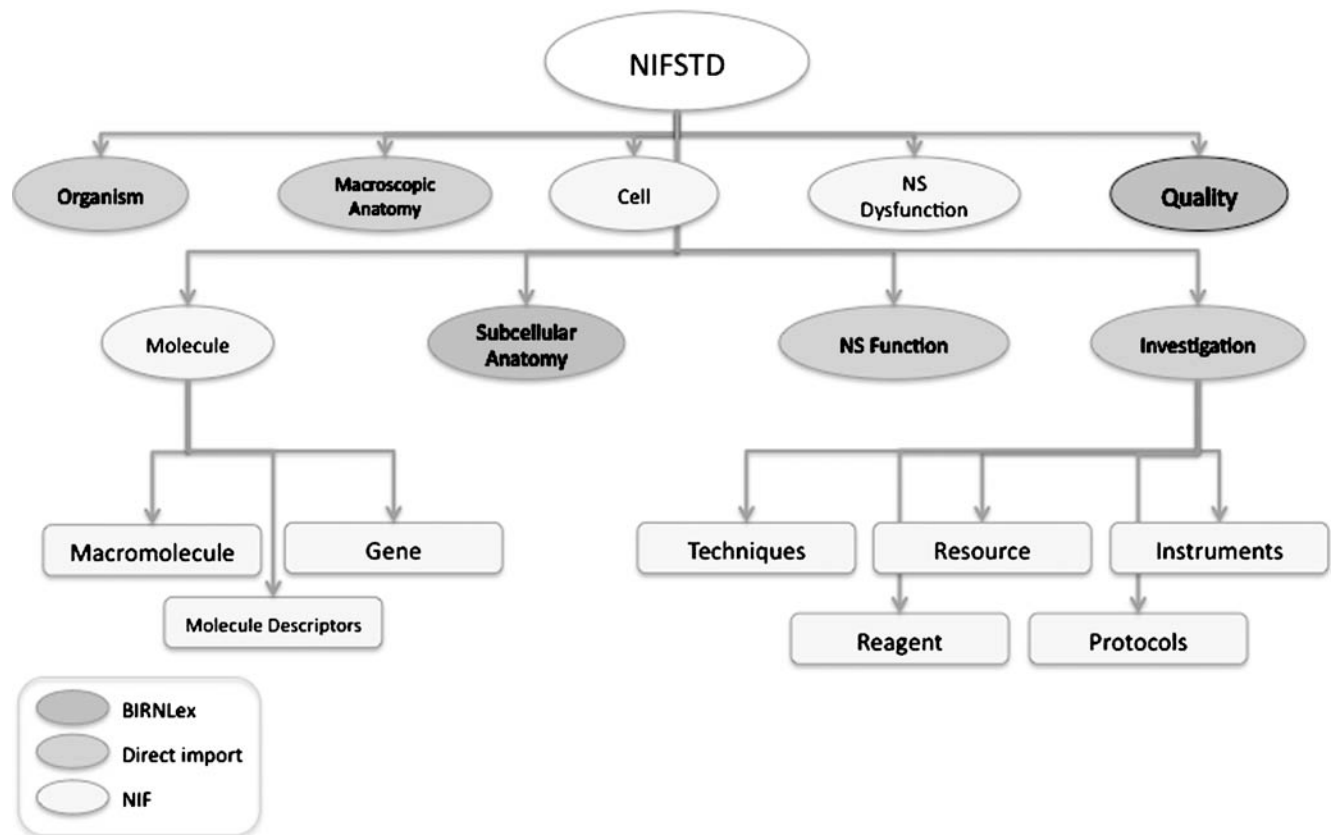 NIFSTD
Organism
Macroscopic
Anatomy
Cell
NS
Dysfunction
Quality
Molecule
Subcellular
Anatomy
NS Function
Investigation
Macromolecule
Gene
Techniques
Resource
Instruments
Molecule Descriptors
Reagent
Protocols
BIRNLex
Direct import
NIF